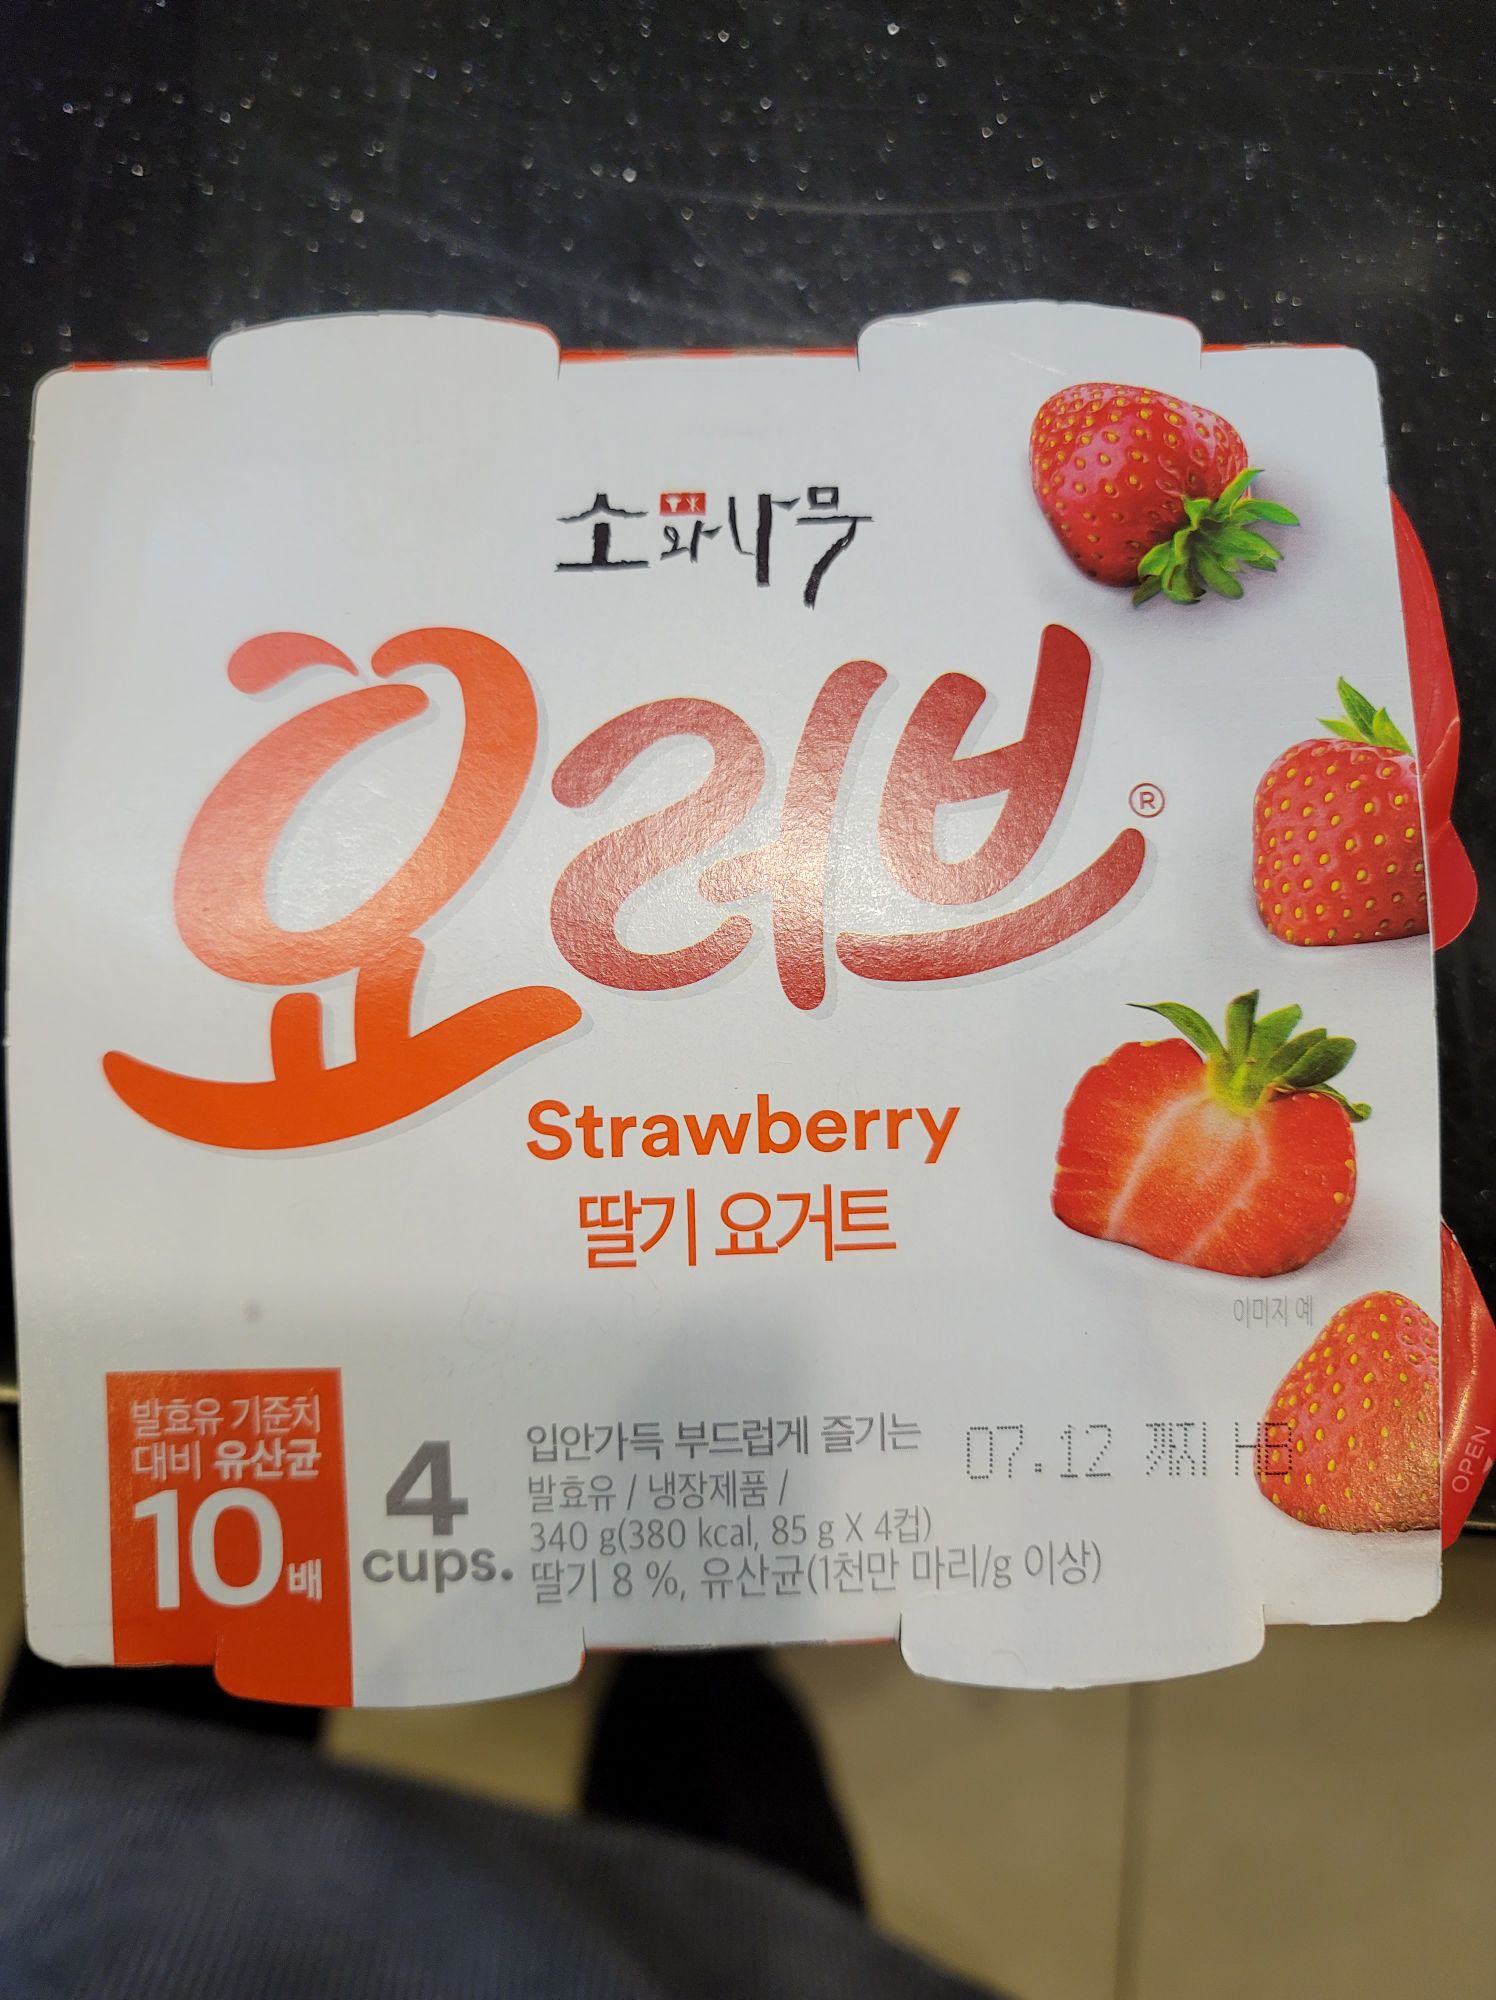 소와나무
요러브®
Strawberry
딸기 요거트
이미지 예
발효유 기준치
대비 유산균
10배
4
cups.
입안가득 부드럽게 즐기는
발효유 / 냉장제품 /
340 g(380 kcal, 85 g X 4컵)
딸기 8 %, 유산균(1천만 마리/g 이상)
07.12 까지 HB
OPEN